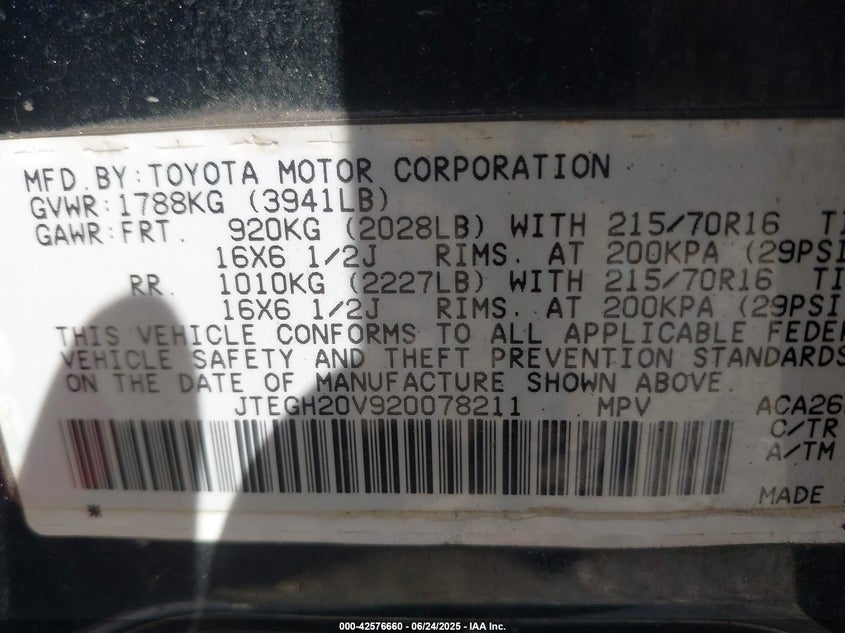 MFD. BY: TOYOTA MOTOR CORPORATION
GVWR: 1788KG (3941LB)
GAWR: FRT. 920KG (2028LB) WITH 215/70R16 TI
16X6 1/2J RIMS. AT 200KPA (29PSI
RR. 1010KG (2227LB) WITH 215/70R16 TI
16X6 1/2J RIMS. AT 200KPA (29PSI
THIS VEHICLE CONFORMS TO ALL APPLICABLE FEDER
VEHICLE SAFETY AND THEFT PREVENTION STANDARDS
ON THE DATE OF MANUFACTURE SHOWN ABOVE.
JTEGH20V920078211 MPV ACA26
C/TR
A/TM
MADE
*
000-42576660 - 06/24/2025 - IAA Inc.